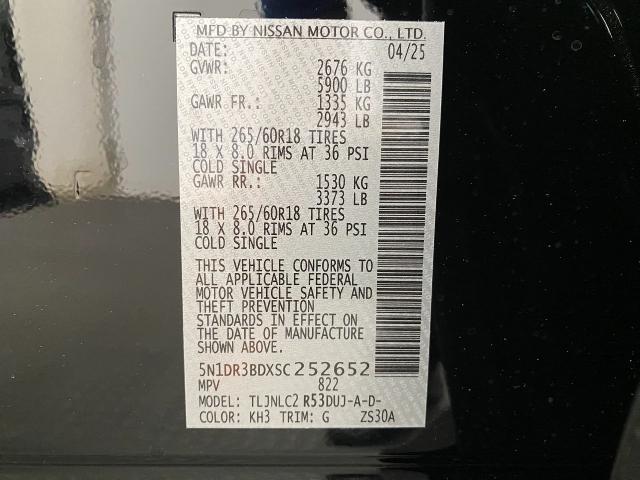 MFD BY NISSAN MOTOR CO., LTD.
DATE: 04/25
GVWR: 2676 KG
5900 LB
GAWR FR.: 1335 KG
2943 LB
WITH 265/60R18 TIRES
18 X 8.0 RIMS AT 36 PSI
COLD SINGLE
GAWR RR.: 1530 KG
3373 LB
WITH 265/60R18 TIRES
18 X 8.0 RIMS AT 36 PSI
COLD SINGLE
THIS VEHICLE CONFORMS TO
ALL APPLICABLE FEDERAL
MOTOR VEHICLE SAFETY AND
THEFT PREVENTION
STANDARDS IN EFFECT ON
THE DATE OF MANUFACTURE
SHOWN ABOVE.
5N1DR3BDXSC252652
MPV 822
MODEL: TLJNLC2 R53DUJ-A-D-
COLOR: KH3 TRIM: G ZS30A